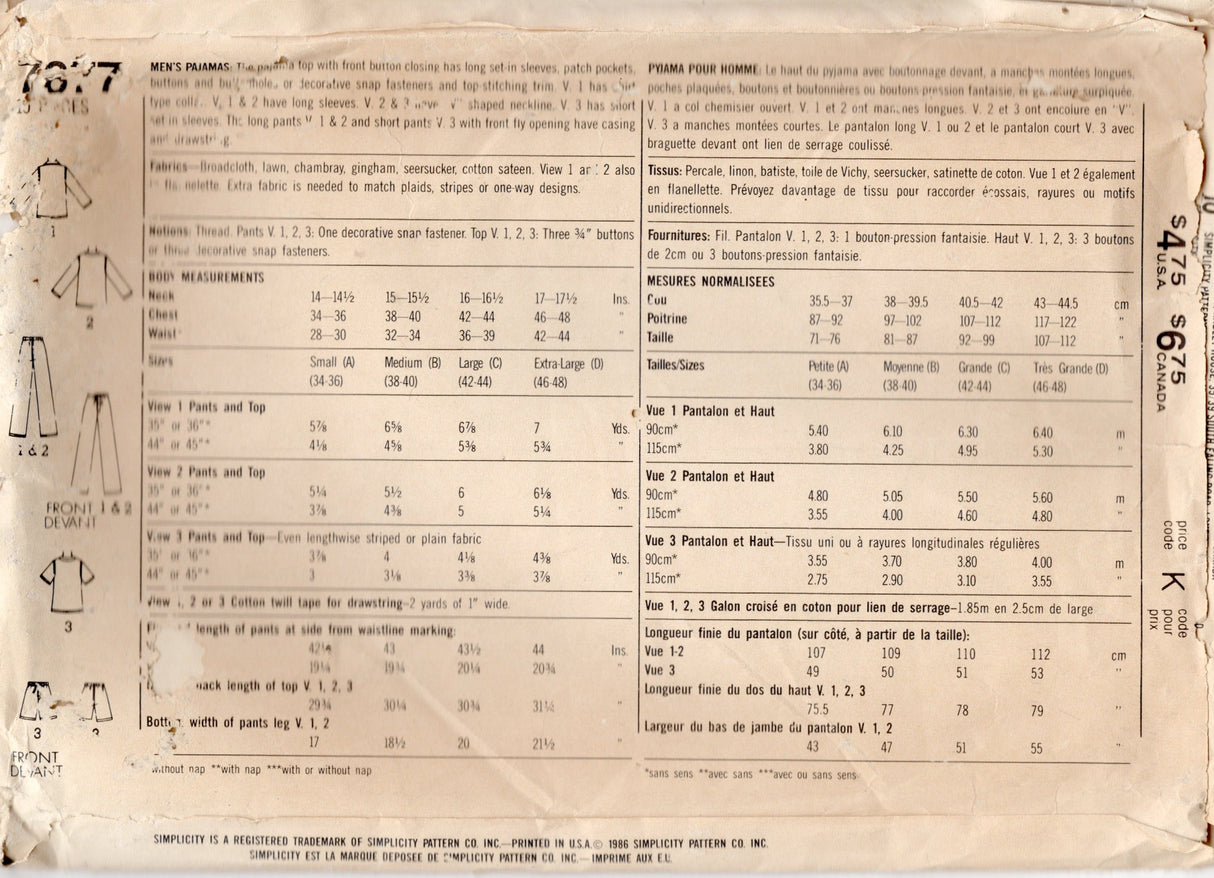 7677
MEN'S PAJAMAS: The pajama top with front button closing has long set-in sleeves, patch pockets,
buttons and buttonholes or decorative snap fasteners and top-stitching trim. V. 1 has
type V. 1 & 2 have long sleeves. V. 2 & 3 have "V" shaped neckline. V. 3 has short
set in sleeves. The long pants V. 1 & 2 and short pants V. 3 with front fly opening have casing
and drawstring.
Fabrics—Broadcloth, lawn, chambray, gingham, seersucker, cotton sateen. View 1 and 2 also
in flannelette. Extra fabric is needed to match plaids, stripes or one-way designs.
Notions: Thread. Pants V. 1, 2, 3: One decorative snap fastener. Top V. 1, 2, 3: Three ¾" buttons
or three decorative snap fasteners.
BODY MEASUREMENTS
Neck 14—14½ 15—15½ 16—16½ 17—17½ Ins.
Chest 34—36 38—40 42—44 46—48 "
Waist 28—30 32—34 36—39 42—44 "
Sizes Small (A) Medium (B) Large (C) Extra-Large (D)
(34-36) (38-40) (42-44) (46-48)
View 1 Pants and Top
35" or 36"* 5⅞ 6⅝ 6⅞ 7 Yds.
44" or 45"* 4⅛ 4⅝ 5⅜ 5¾ "
View 2 Pants and Top
35" or 36"* 5¼ 5½ 6 6⅛ Yds.
44" or 45"* 3⅞ 4⅜ 5 5¼ "
View 3 Pants and Top—Even lengthwise striped or plain fabric
35" or 36"* 3⅞ 4 4⅛ 4⅜ Yds.
44" or 45"* 3 3⅛ 3⅜ 3⅞ "
View 1, 2 or 3 Cotton twill tape for drawstring—2 yards of 1" wide.
length of pants at side from waistline marking:
42¼ 43 43½ 44 Ins.
19¼ 19¾ 20¼ 20¾ "
back length of top V. 1, 2, 3
29¾ 30¼ 30¾ 31¼ "
Bottom width of pants leg V. 1, 2
17 18½ 20 21½ "
*without nap **with nap ***with or without nap
PYJAMA POUR HOMME: Le haut du pyjama avec boutonnage devant, a manches montées longues,
poches plaquées, boutons et boutonnières ou boutons pression fantaisie, et surpiquée.
V. 1 a col chemisier ouvert. V. 1 et 2 ont manches longues. V. 2 et 3 ont encolure en "V".
V. 3 a manches montées courtes. Le pantalon long V. 1 ou 2 et le pantalon court V. 3 avec
braguette devant ont lien de serrage coulissé.
Tissus: Percale, linon, batiste, toile de Vichy, seersucker, satinette de coton. Vue 1 et 2 également
en flanellette. Prévoyez davantage de tissu pour raccorder écossais, rayures ou motifs
unidirectionnels.
Fournitures: Fil. Pantalon V. 1, 2, 3: 1 bouton-pression fantaisie. Haut V. 1, 2, 3: 3 boutons
de 2cm ou 3 boutons-pression fantaisie.
MESURES NORMALISEES
Cou 35.5—37 38—39.5 40.5—42 43—44.5 cm
Poitrine 87—92 97—102 107—112 117—122 "
Taille 71—76 81—87 92—99 107—112 "
Tailles/Sizes Petite (A) Moyenne (B) Grande (C) Très Grande (D)
(34-36) (38-40) (42-44) (46-48)
Vue 1 Pantalon et Haut
90cm* 5.40 6.10 6.30 6.40 m
115cm* 3.80 4.25 4.95 5.30 "
Vue 2 Pantalon et Haut
90cm* 4.80 5.05 5.50 5.60 m
115cm* 3.55 4.00 4.60 4.80 "
Vue 3 Pantalon et Haut—Tissu uni ou à rayures longitudinales régulières
90cm* 3.55 3.70 3.80 4.00 m
115cm* 2.75 2.90 3.10 3.55 "
Vue 1, 2, 3 Galon croisé en coton pour lien de serrage–1.85m en 2.5cm de large
Longueur finie du pantalon (sur côté, à partir de la taille):
Vue 1-2 107 109 110 112 cm
Vue 3 49 50 51 53 "
Longueur finie du dos du haut V. 1, 2, 3
75.5 77 78 79 "
Largeur du bas de jambe du pantalon V. 1, 2
43 47 51 55 "
*sans sens **avec sans ***avec ou sans sens
1
2
1 & 2
FRONT 1 & 2
DEVANT
3
3 3
FRONT
DEVANT
$4.75 U.S.A. $6.75 CANADA
price code K code pour prix
SIMPLICITY IS A REGISTERED TRADEMARK OF SIMPLICITY PATTERN CO. INC.—PRINTED IN U.S.A.© 1986 SIMPLICITY PATTERN CO. INC.
SIMPLICITY EST LA MARQUE DEPOSEE DE SIMPLICITY PATTERN CO. INC.—IMPRIME AUX E.U.